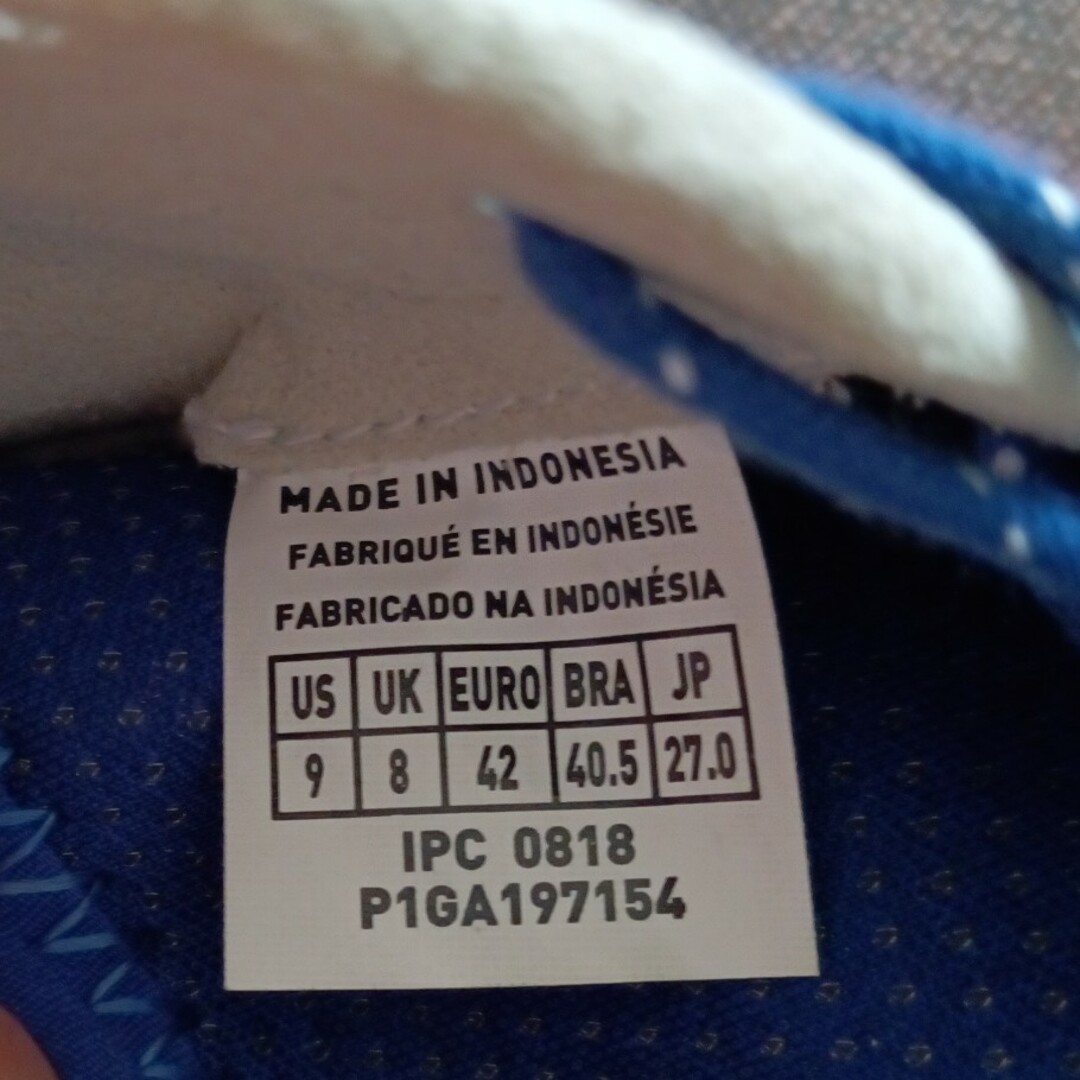 MADE IN INDONESIA
FABRIQUÉ EN INDONÉSIE
FABRICADO NA INDONÉSIA
US UK EURO BRA JP
9 8 42 40.5 27.0
IPC 0818
P1GA197154